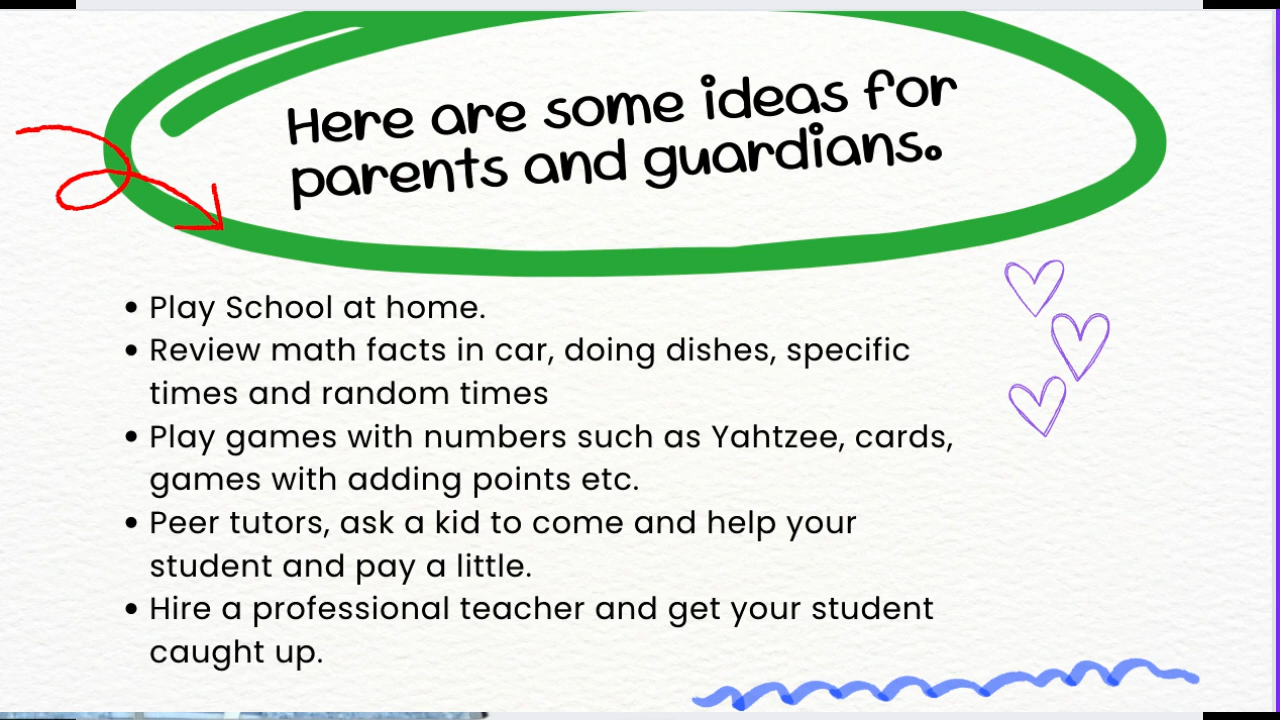 Here are some ideas for
parents and guardians.
• Play School at home.
• Review math facts in car, doing dishes, specific
times and random times
• Play games with numbers such as Yahtzee, cards,
games with adding points etc.
• Peer tutors, ask a kid to come and help your
student and pay a little.
• Hire a professional teacher and get your student
caught up.